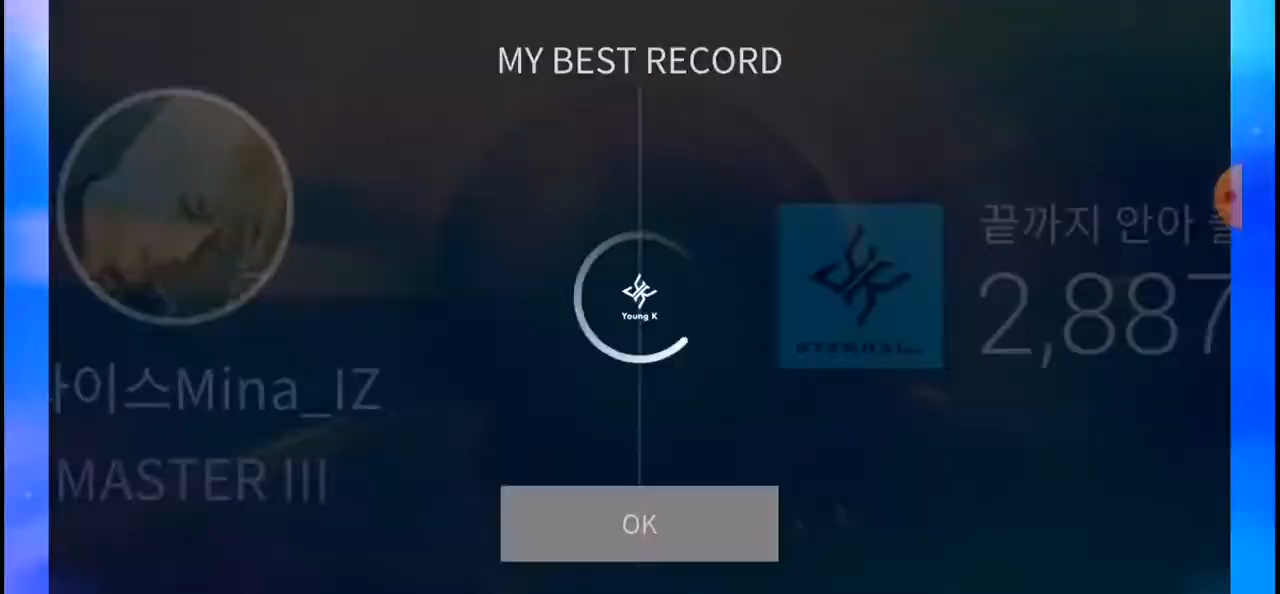 MY BEST RECORD
끝까지 안아
2,887
Young K
ETERNAL
이스Mina_IZ
MASTER III
OK